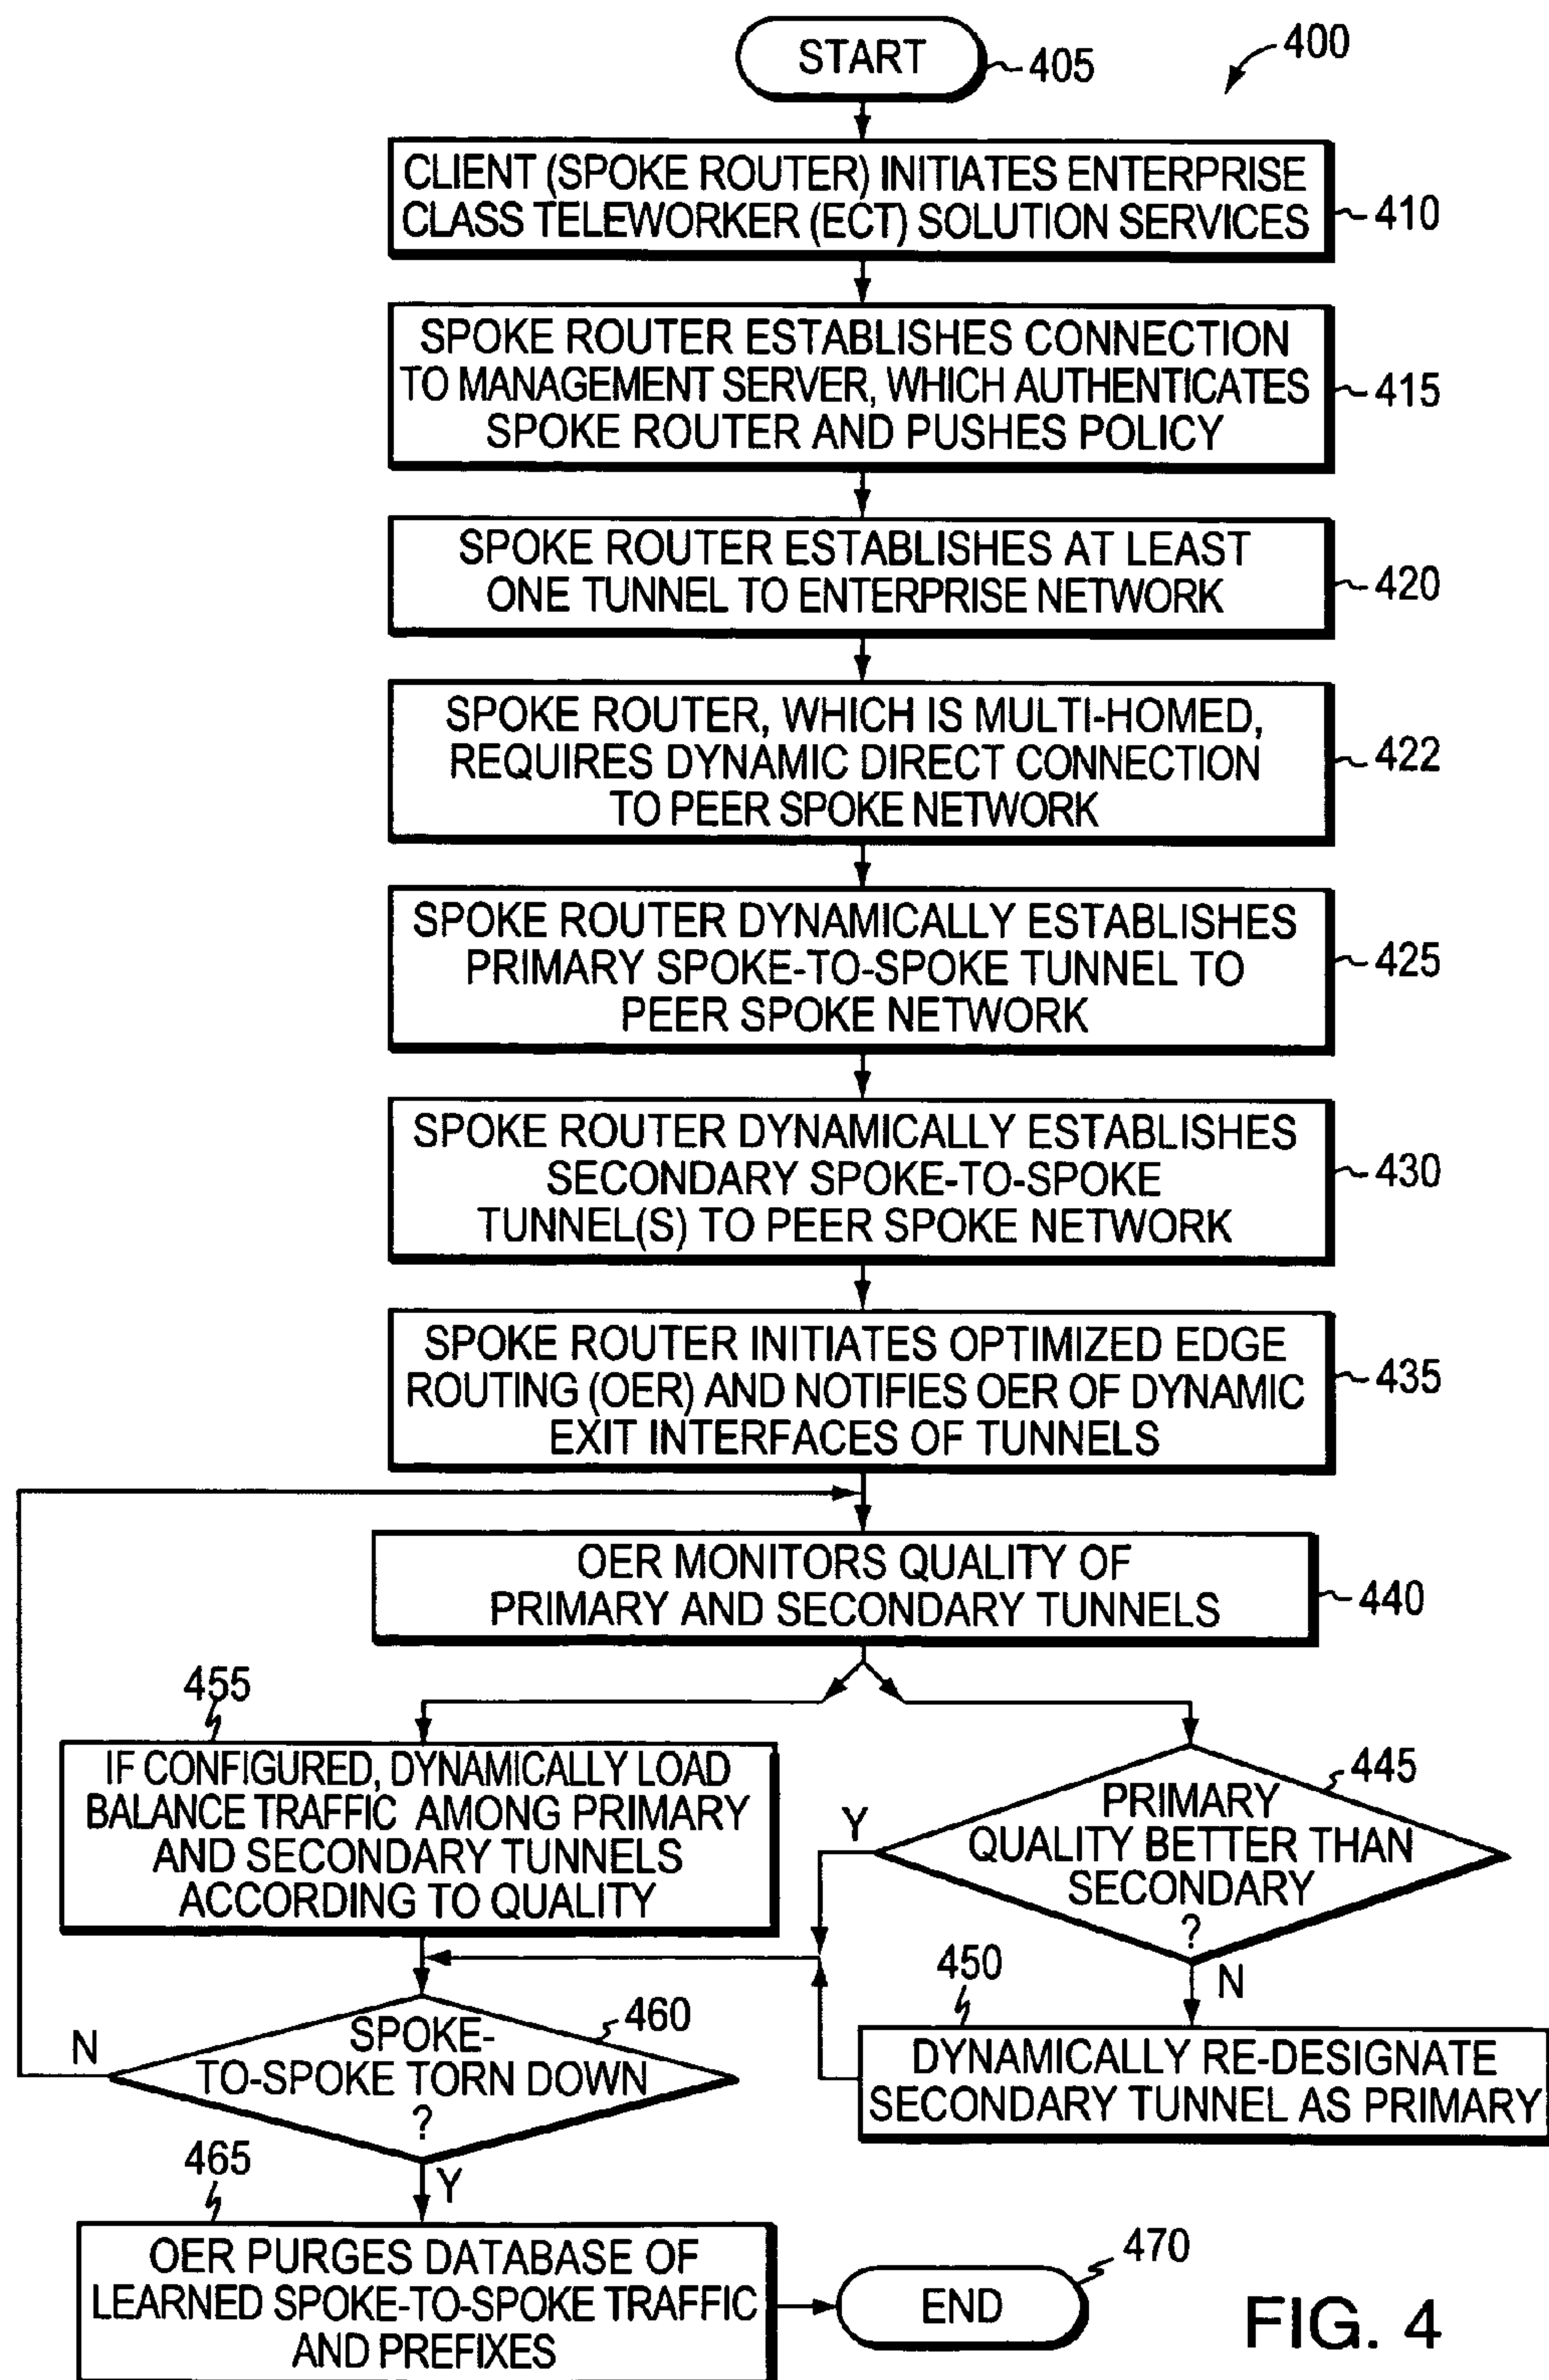 START
405
400
CLIENT (SPOKE ROUTER) INITIATES ENTERPRISE
CLASS TELEWORKER (ECT) SOLUTION SERVICES
410
SPOKE ROUTER ESTABLISHES CONNECTION
TO MANAGEMENT SERVER, WHICH AUTHENTICATES
SPOKE ROUTER AND PUSHES POLICY
415
SPOKE ROUTER ESTABLISHES AT LEAST
ONE TUNNEL TO ENTERPRISE NETWORK
420
SPOKE ROUTER, WHICH IS MULTI-HOMED,
REQUIRES DYNAMIC DIRECT CONNECTION
TO PEER SPOKE NETWORK
422
SPOKE ROUTER DYNAMICALLY ESTABLISHES
PRIMARY SPOKE-TO-SPOKE TUNNEL TO
PEER SPOKE NETWORK
425
SPOKE ROUTER DYNAMICALLY ESTABLISHES
SECONDARY SPOKE-TO-SPOKE
TUNNEL(S) TO PEER SPOKE NETWORK
430
SPOKE ROUTER INITIATES OPTIMIZED EDGE
ROUTING (OER) AND NOTIFIES OER OF DYNAMIC
EXIT INTERFACES OF TUNNELS
435
OER MONITORS QUALITY OF
PRIMARY AND SECONDARY TUNNELS
440
455
IF CONFIGURED, DYNAMICALLY LOAD
BALANCE TRAFFIC AMONG PRIMARY
AND SECONDARY TUNNELS
ACCORDING TO QUALITY
445
PRIMARY
QUALITY BETTER THAN
SECONDARY
?
Y
N
450
DYNAMICALLY RE-DESIGNATE
SECONDARY TUNNEL AS PRIMARY
460
SPOKE-
TO-SPOKE TORN DOWN
?
N
Y
465
OER PURGES DATABASE OF
LEARNED SPOKE-TO-SPOKE TRAFFIC
AND PREFIXES
END
470
FIG. 4